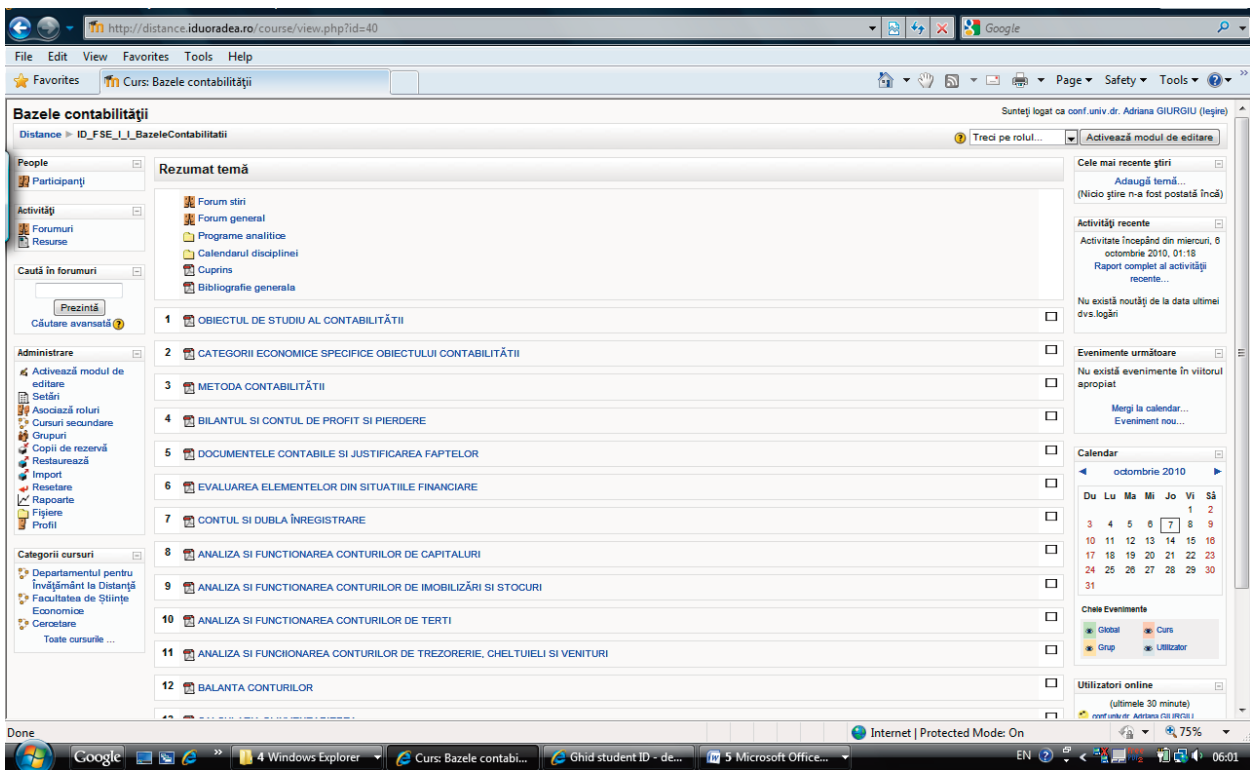 http://distance.iduoradea.ro/course/view.php?id=40
Google
File Edit View Favorites Tools Help
Favorites
Curs: Bazele contabilităţii
Page Safety Tools
Bazele contabilităţii
Sunteţi logat ca conf.univ.dr. Adriana GIURGIU (Ieşire)
Distance ► ID_FSE_I_I_BazeleContabilitatii
Treci pe rolul...
Activează modul de editare
People
Participanţi
Activităţi
Forumuri
Resurse
Caută în forumuri
Prezintă
Căutare avansată
Administrare
Activează modul de
editare
Setări
Asociază roluri
Cursuri secundare
Grupuri
Copii de rezervă
Restaurează
Import
Resetare
Rapoarte
Fişiere
Profil
Categorii cursuri
Departamentul pentru
Învăţământ la Distanţă
Facultatea de Ştiinţe
Economice
Cercetare
Toate cursurile ...
Rezumat temă
Forum stiri
Forum general
Programe analitice
Calendarul disciplinei
Cuprins
Bibliografie generala
1 OBIECTUL DE STUDIU AL CONTABILITĂTII
2 CATEGORII ECONOMICE SPECIFICE OBIECTULUI CONTABILITĂTII
3 METODA CONTABILITĂTII
4 BILANTUL SI CONTUL DE PROFIT SI PIERDERE
5 DOCUMENTELE CONTABILE SI JUSTIFICAREA FAPTELOR
6 EVALUAREA ELEMENTELOR DIN SITUATIILE FINANCIARE
7 CONTUL SI DUBLA ÎNREGISTRARE
8 ANALIZA SI FUNCTIONAREA CONTURILOR DE CAPITALURI
9 ANALIZA SI FUNCTIONAREA CONTURILOR DE IMOBILIZĂRI SI STOCURI
10 ANALIZA SI FUNCTIONAREA CONTURILOR DE TERTI
11 ANALIZA SI FUNCIIONAREA CONTURILOR DE TREZORERIE, CHELTUIELI SI VENITURI
12 BALANTA CONTURILOR
Cele mai recente ştiri
Adaugă temă...
(Nicio ştire n-a fost postată încă)
Activităţi recente
Activitate începând din miercuri, 6
octombrie 2010, 01:18
Raport complet al activităţii
recente...
Nu există noutăţi de la data ultimei
dvs.logări
Evenimente următoare
Nu există evenimente în viitorul
apropiat
Mergi la calendar...
Eveniment nou...
Calendar
◄ octombrie 2010 ►
Du Lu Ma Mi Jo Vi Sâ
1 2
3 4 5 6 7 8 9
10 11 12 13 14 15 16
17 18 19 20 21 22 23
24 25 26 27 28 29 30
31
Cheie Evenimente
Global Curs
Grup Utilizator
Utilizatori online
(ultimele 30 minute)
conf.univ.dr. Adriana GIURGIU
Done
Internet | Protected Mode: On
75%
Google
4 Windows Explorer
Curs: Bazele contabi...
Ghid student ID - de...
5 Microsoft Office...
EN
06:01